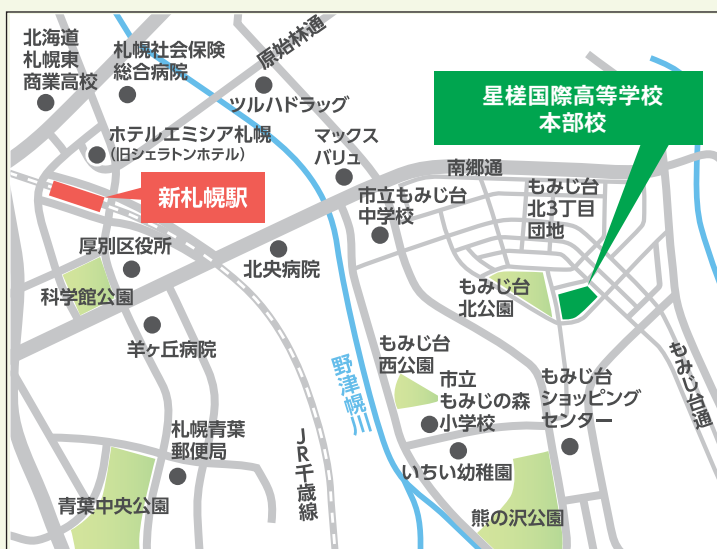 北海道
札幌東
商業高校
札幌社会保険
総合病院
原始林通
ツルハドラッグ
星槎国際高等学校
本部校
ホテルエミシア札幌
(旧シェラトンホテル)
マックス
バリュ
南郷通
新札幌駅
市立もみじ台
中学校
もみじ台
北3丁目
団地
厚別区役所
北央病院
科学館公園
もみじ台
北公園
羊ヶ丘病院
野津幌川
もみじ台
西公園
市立
もみじの森
小学校
もみじ台
ショッピング
センター
もみじ台通
札幌青葉
郵便局
JR千歳線
いちい幼稚園
青葉中央公園
熊の沢公園